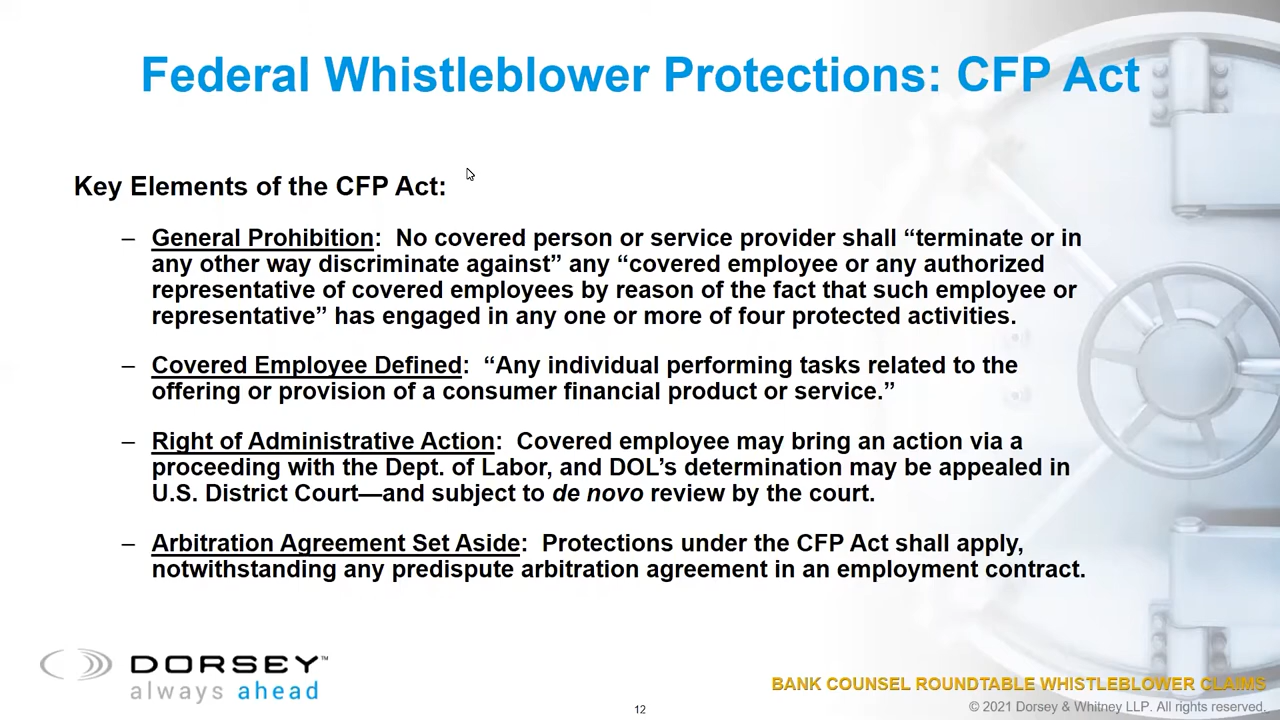 Federal Whistleblower Protections: CFP Act
Key Elements of the CFP Act:
– General Prohibition: No covered person or service provider shall “terminate or in
any other way discriminate against” any “covered employee or any authorized
representative of covered employees by reason of the fact that such employee or
representative” has engaged in any one or more of four protected activities.
– Covered Employee Defined: “Any individual performing tasks related to the
offering or provision of a consumer financial product or service.”
– Right of Administrative Action: Covered employee may bring an action via a
proceeding with the Dept. of Labor, and DOL’s determination may be appealed in
U.S. District Court—and subject to de novo review by the court.
– Arbitration Agreement Set Aside: Protections under the CFP Act shall apply,
notwithstanding any predispute arbitration agreement in an employment contract.
DORSEY™
always ahead
BANK COUNSEL ROUNDTABLE WHISTLEBLOWER CLAIMS
12
© 2021 Dorsey & Whitney LLP. All rights reserved.